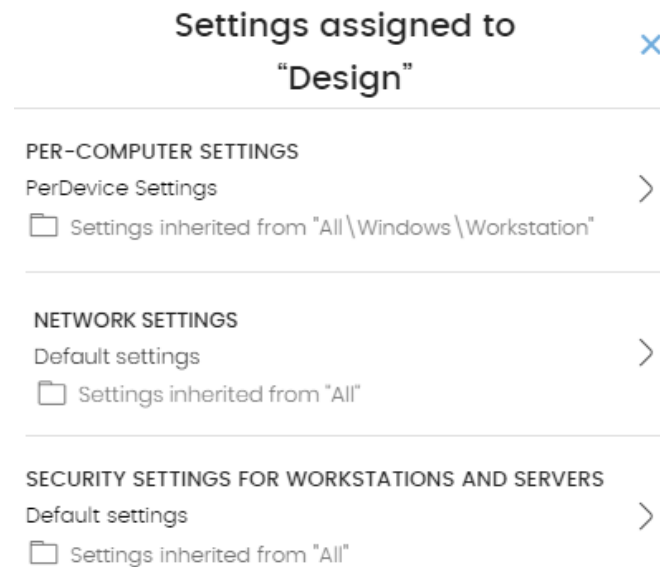 Settings assigned to
“Design”
PER-COMPUTER SETTINGS
PerDevice Settings
Settings inherited from "All\Windows\Workstation"
NETWORK SETTINGS
Default settings
Settings inherited from "All"
SECURITY SETTINGS FOR WORKSTATIONS AND SERVERS
Default settings
Settings inherited from "All"